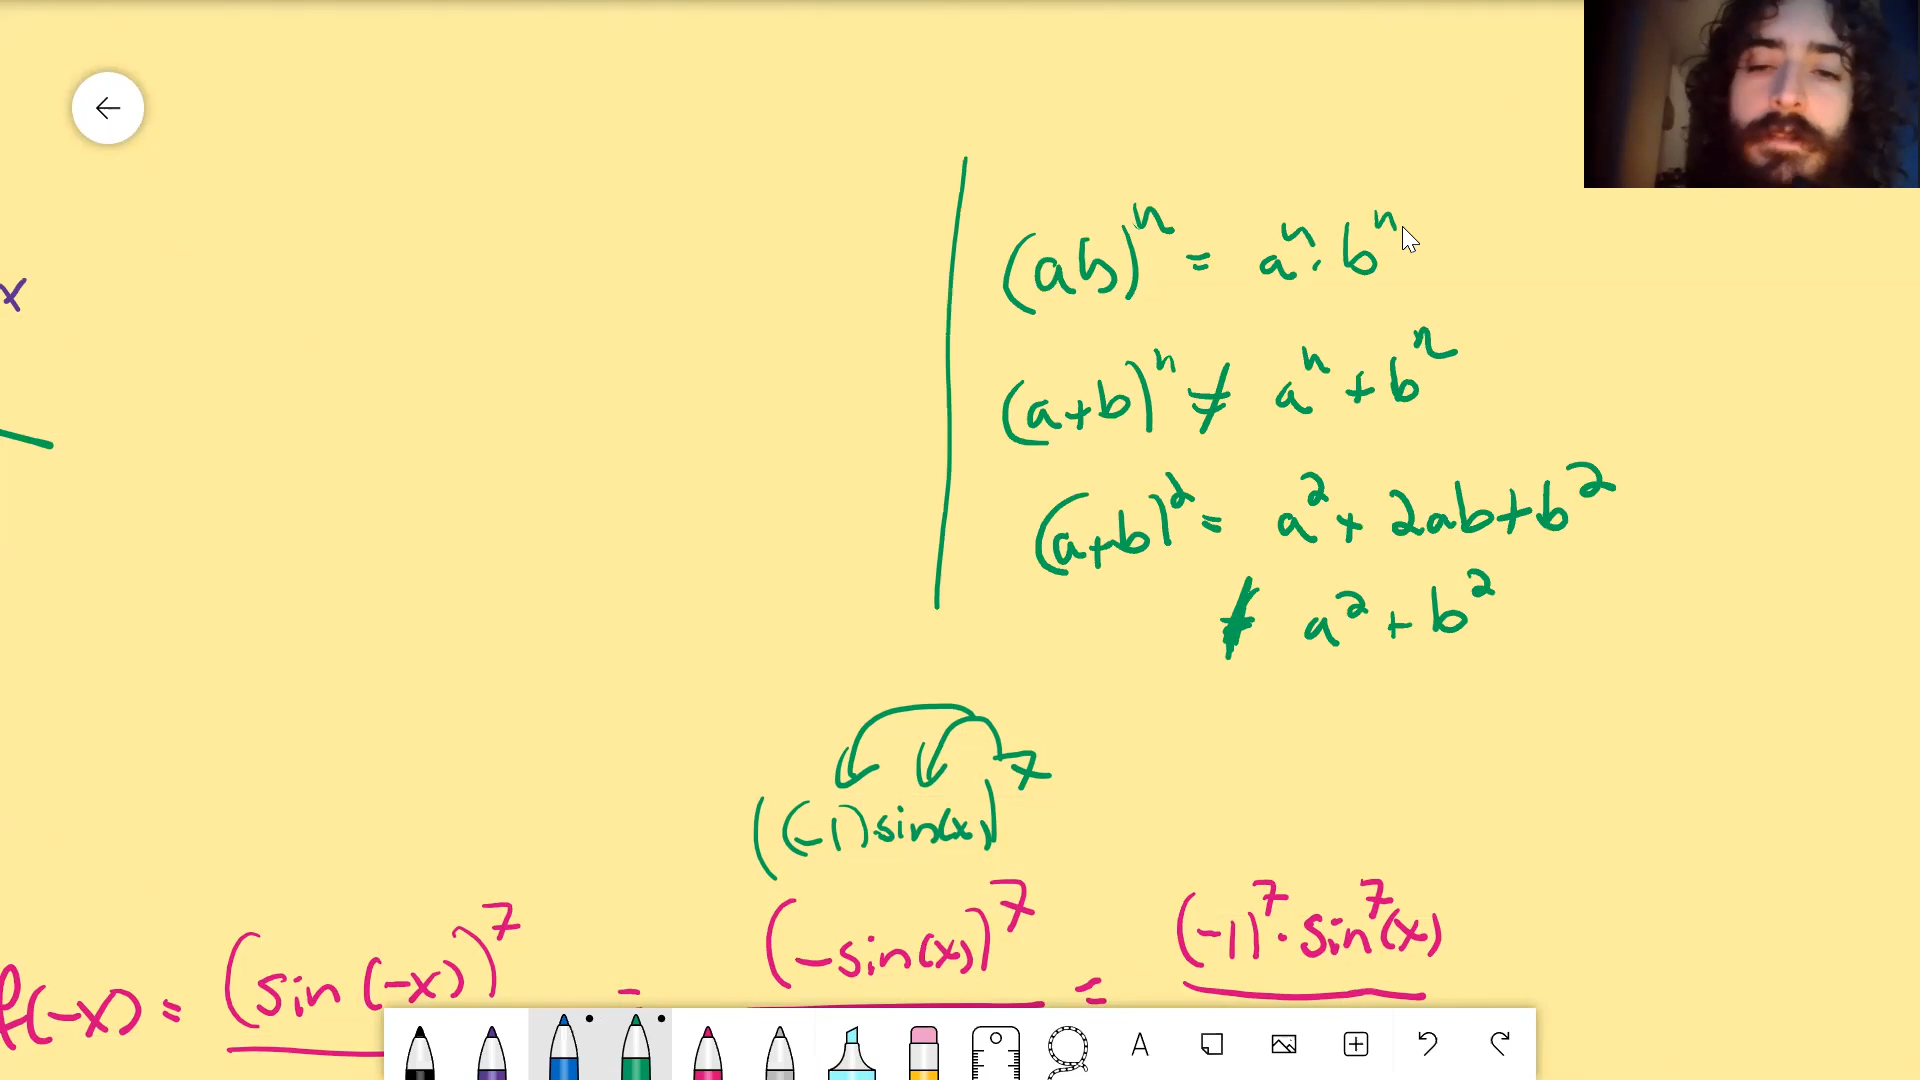 x
(ab)^n = a^n · b^n
(a+b)^n ≠ a^n + b^n
(a+b)^2 = a^2 + 2ab + b^2
≠ a^2 + b^2
((-1)sin(x))^7
f(-x) = (sin(-x))^7 = (-sin(x))^7 = (-1)^7 · sin^7(x)
A